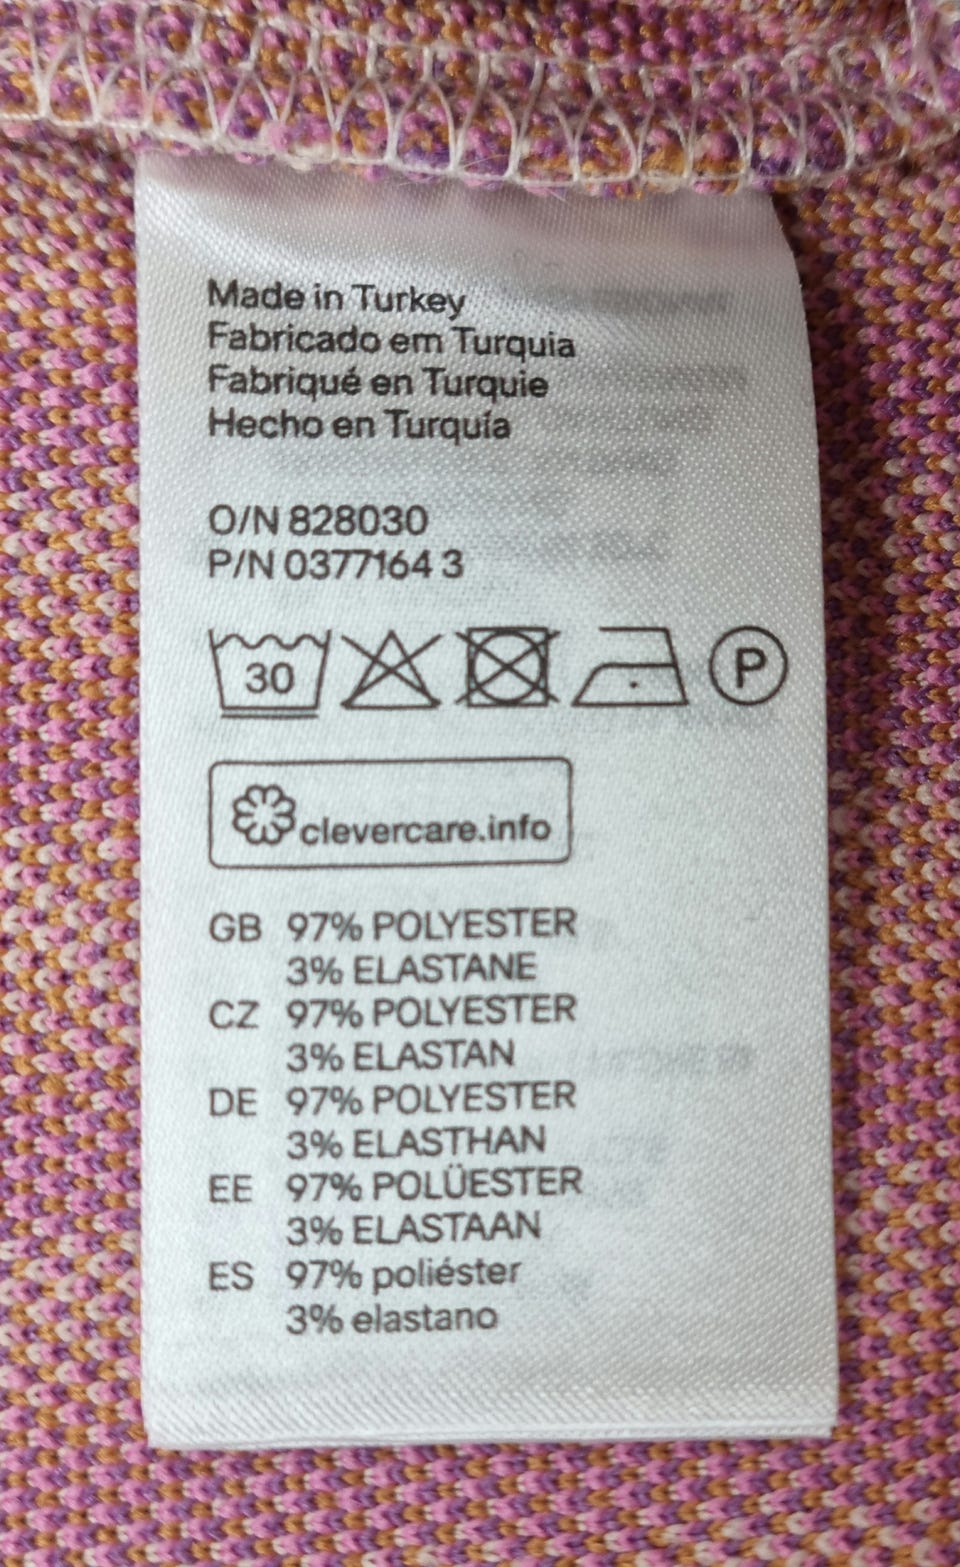 Made in Turkey
Fabricado em Turquia
Fabriqué en Turquie
Hecho en Turquía
O/N 828030
P/N 0377164 3
30 P
clevercare.info
GB 97% POLYESTER
3% ELASTANE
CZ 97% POLYESTER
3% ELASTAN
DE 97% POLYESTER
3% ELASTHAN
EE 97% POLÜESTER
3% ELASTAAN
ES 97% poliéster
3% elastano